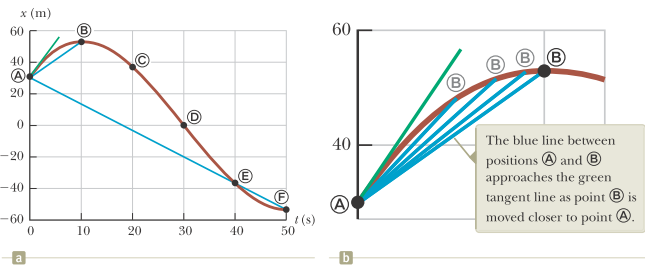 x (m)
60
40
20
0
−20
−40
−60
0 10 20 30 40 50
t (s)
Ⓐ
Ⓑ
Ⓒ
Ⓓ
Ⓔ
Ⓕ
a
60
40
Ⓑ Ⓑ Ⓑ Ⓑ
Ⓐ
The blue line between
positions Ⓐ and Ⓑ
approaches the green
tangent line as point Ⓑ is
moved closer to point Ⓐ.
b